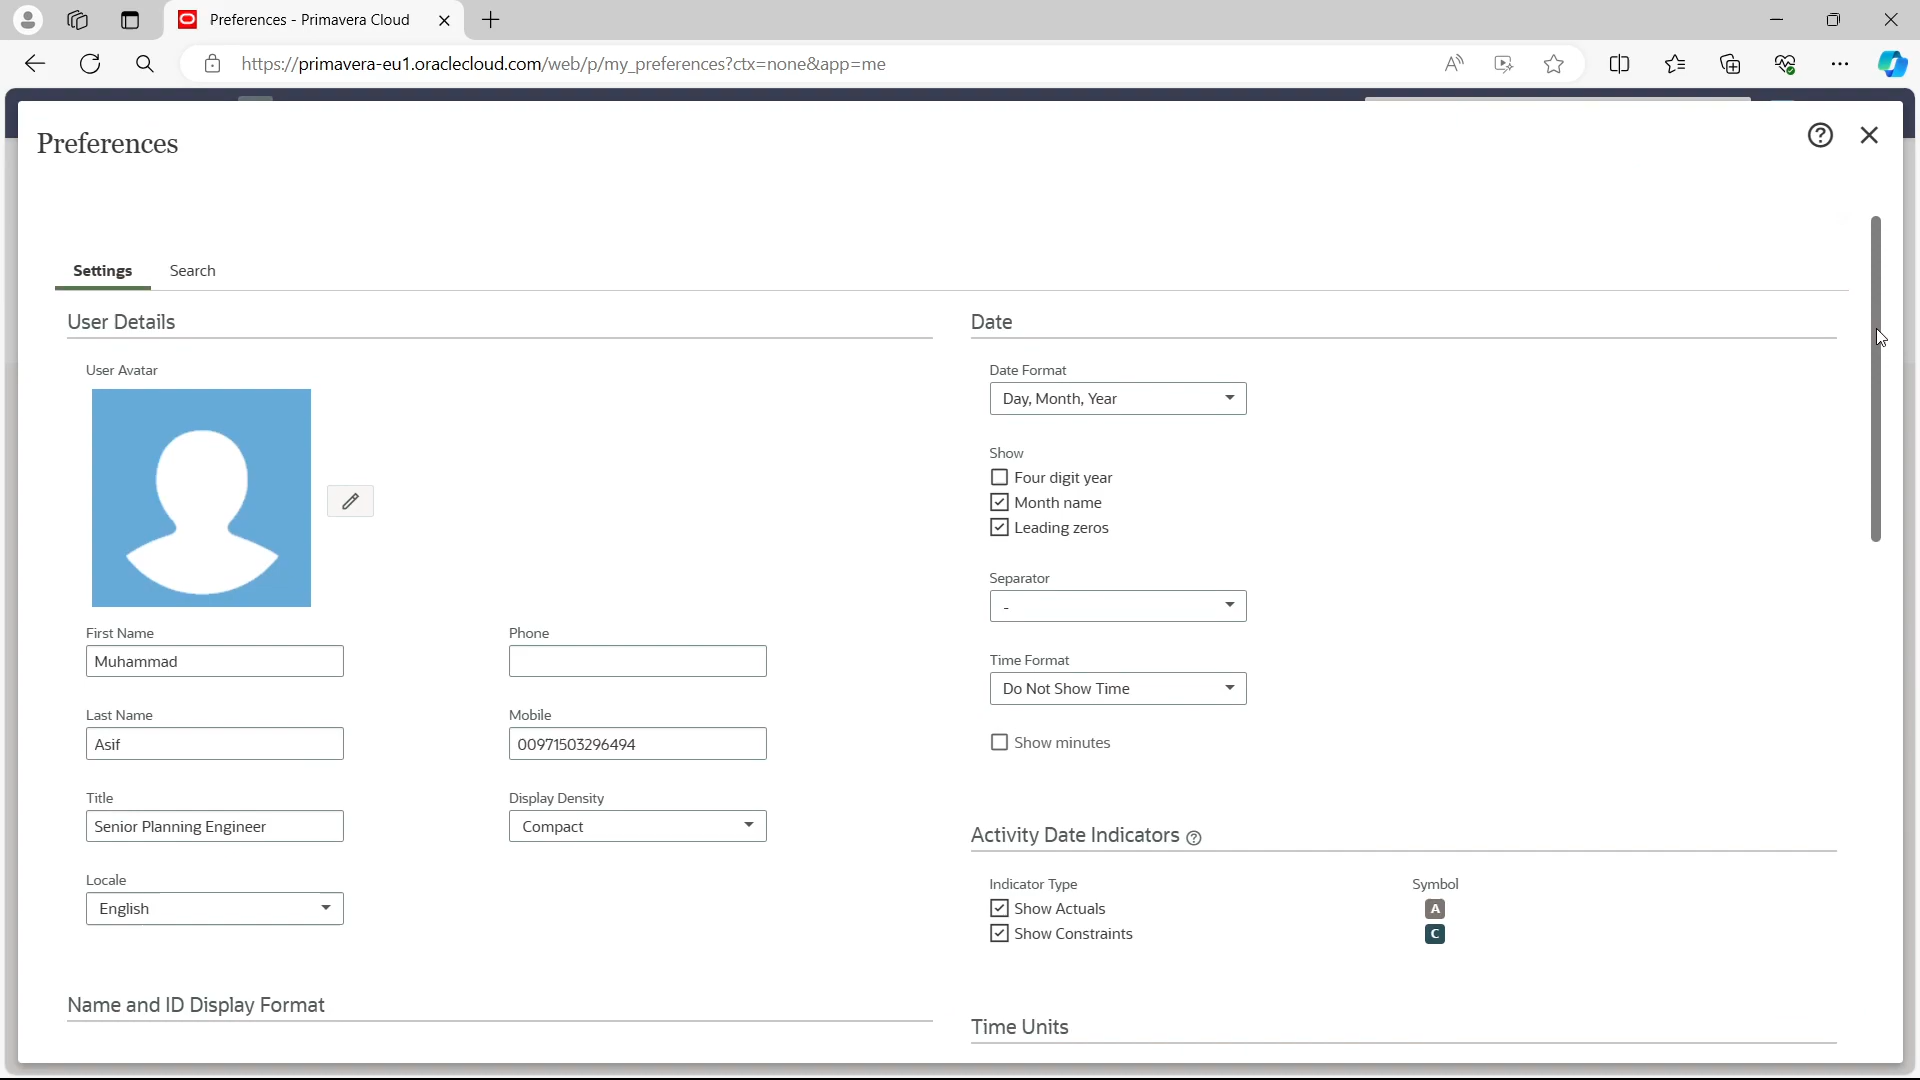 Preferences - Primavera Cloud
https://primavera-eu1.oraclecloud.com/web/p/my_preferences?ctx=none&app=me
Preferences
Settings
Search
User Details
User Avatar
First Name
Muhammad
Phone
Last Name
Asif
Mobile
00971503296494
Title
Senior Planning Engineer
Display Density
Compact
Locale
English
Name and ID Display Format
Date
Date Format
Day, Month, Year
Show
Four digit year
Month name
Leading zeros
Separator
-
Time Format
Do Not Show Time
Show minutes
Activity Date Indicators ?
Indicator Type
Symbol
Show Actuals
A
Show Constraints
C
Time Units